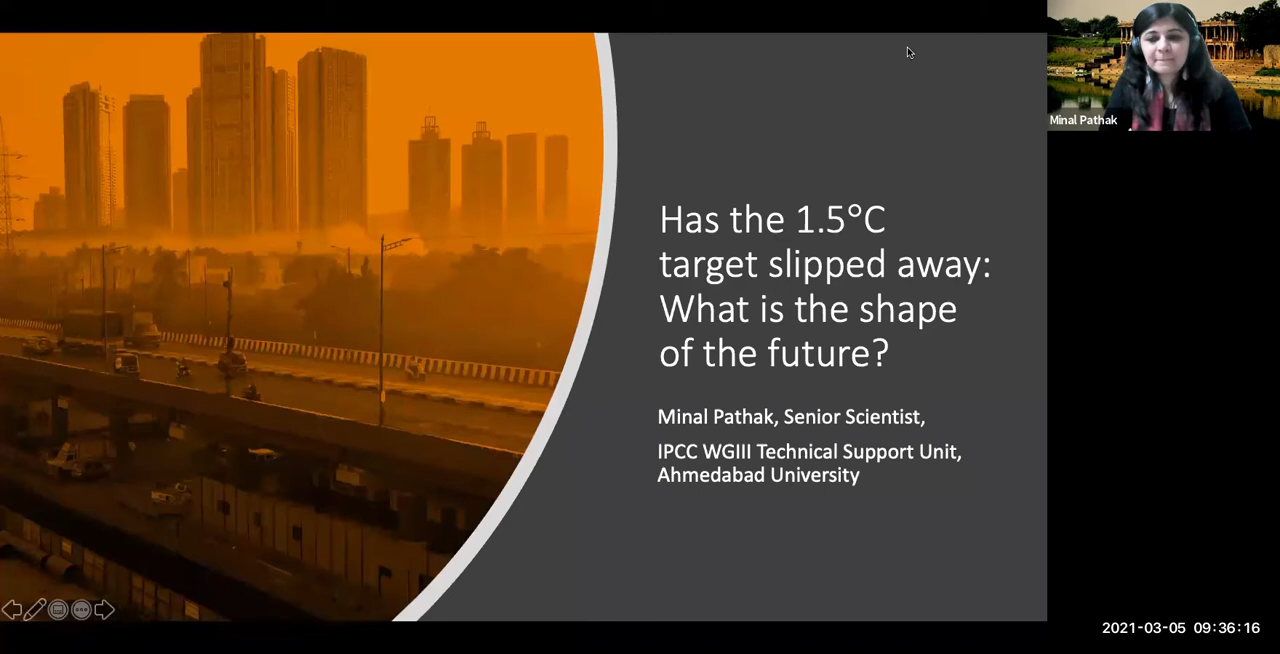 Minal Pathak
Has the 1.5°C
target slipped away:
What is the shape
of the future?
Minal Pathak, Senior Scientist,
IPCC WGIII Technical Support Unit,
Ahmedabad University
2021-03-05 09:36:16